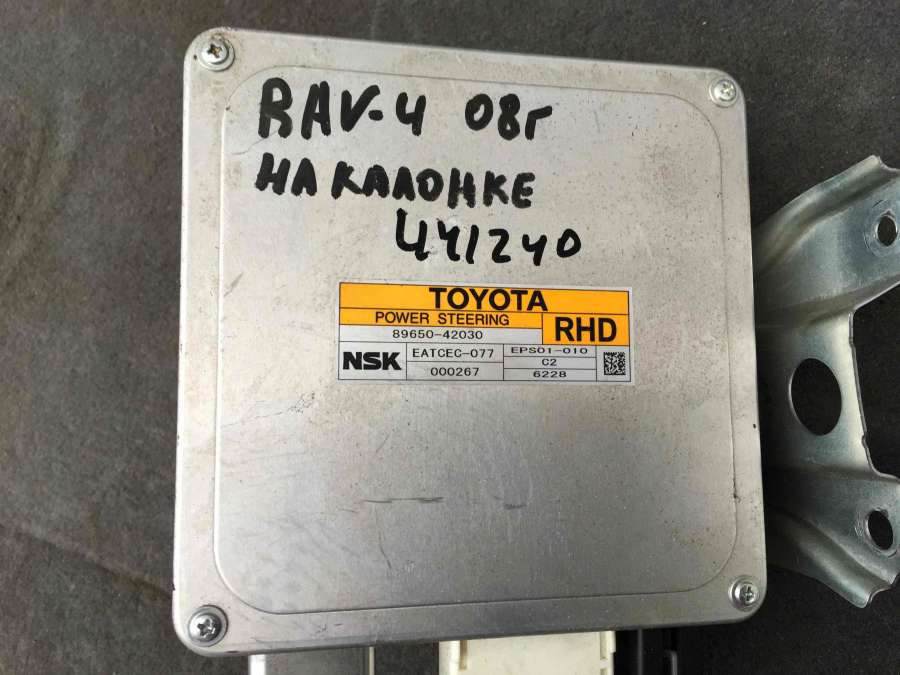 RAV-4 08г
НА КАЛОНКЕ
441240
TOYOTA
POWER STEERING
RHD
89650-42030
NSK
EATCEC-077
EPS01-010
C2
000267
6228